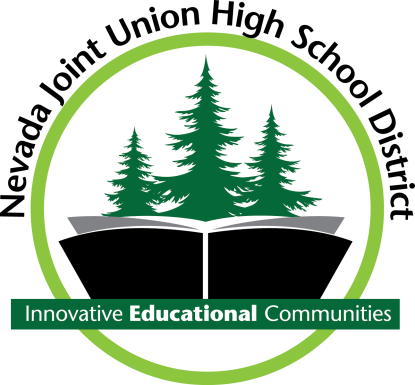 Nevada Joint Union High School District
Innovative Educational Communities